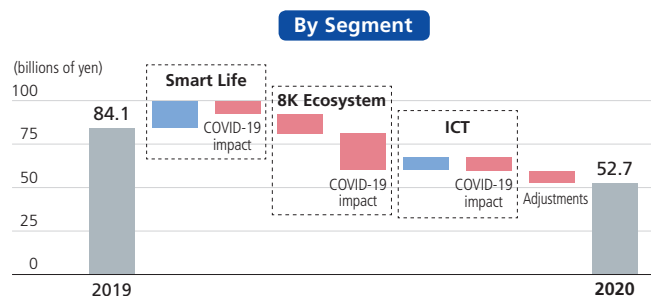 By Segment
(billions of yen)
100
75
50
25
0
84.1
2019
Smart Life
COVID-19
impact
8K Ecosystem
COVID-19
impact
ICT
COVID-19
impact
Adjustments
52.7
2020